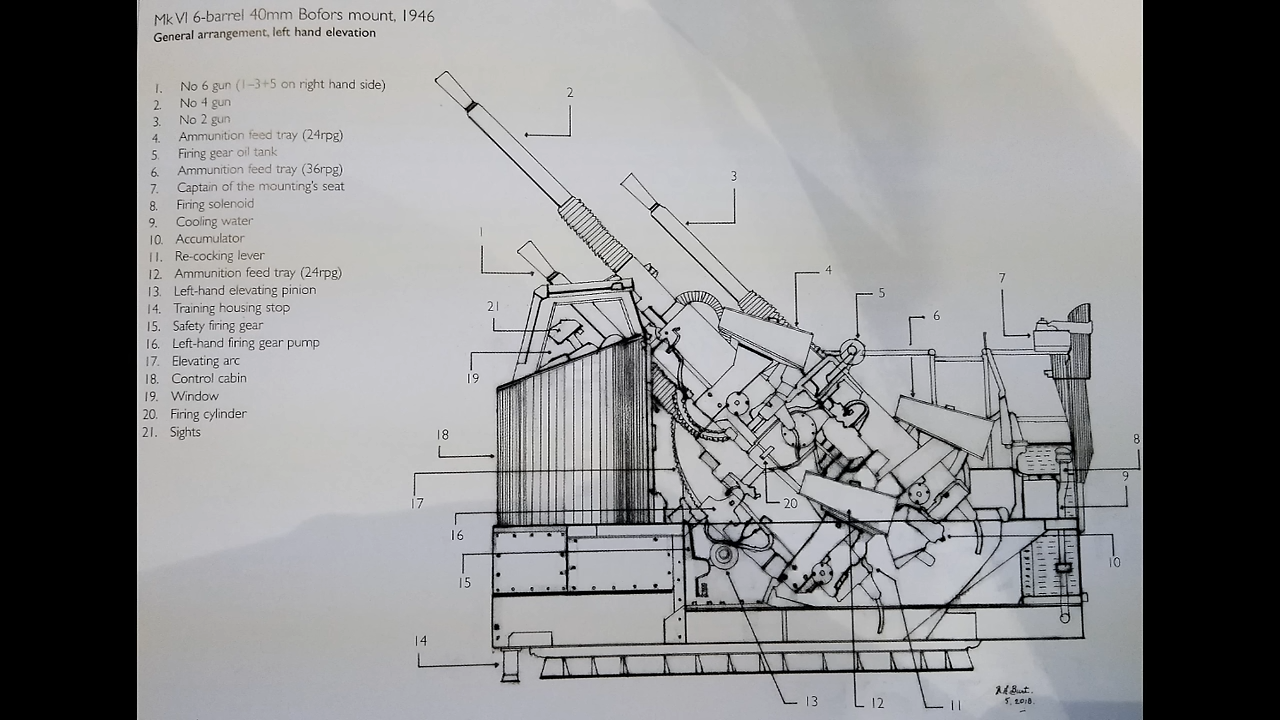 Mk VI 6-barrel 40mm Bofors mount, 1946
General arrangement, left hand elevation
1. No 6 gun (1–3+5 on right hand side)
2. No 4 gun
3. No 2 gun
4. Ammunition feed tray (24rpg)
5. Firing gear oil tank
6. Ammunition feed tray (36rpg)
7. Captain of the mounting's seat
8. Firing solenoid
9. Cooling water
10. Accumulator
11. Re-cocking lever
12. Ammunition feed tray (24rpg)
13. Left-hand elevating pinion
14. Training housing stop
15. Safety firing gear
16. Left-hand firing gear pump
17. Elevating arc
18. Control cabin
19. Window
20. Firing cylinder
21. Sights
2
3
1
4
7
5
21
6
19
18
8
9
17
20
16
10
15
14
13
12
11
5. 2018.